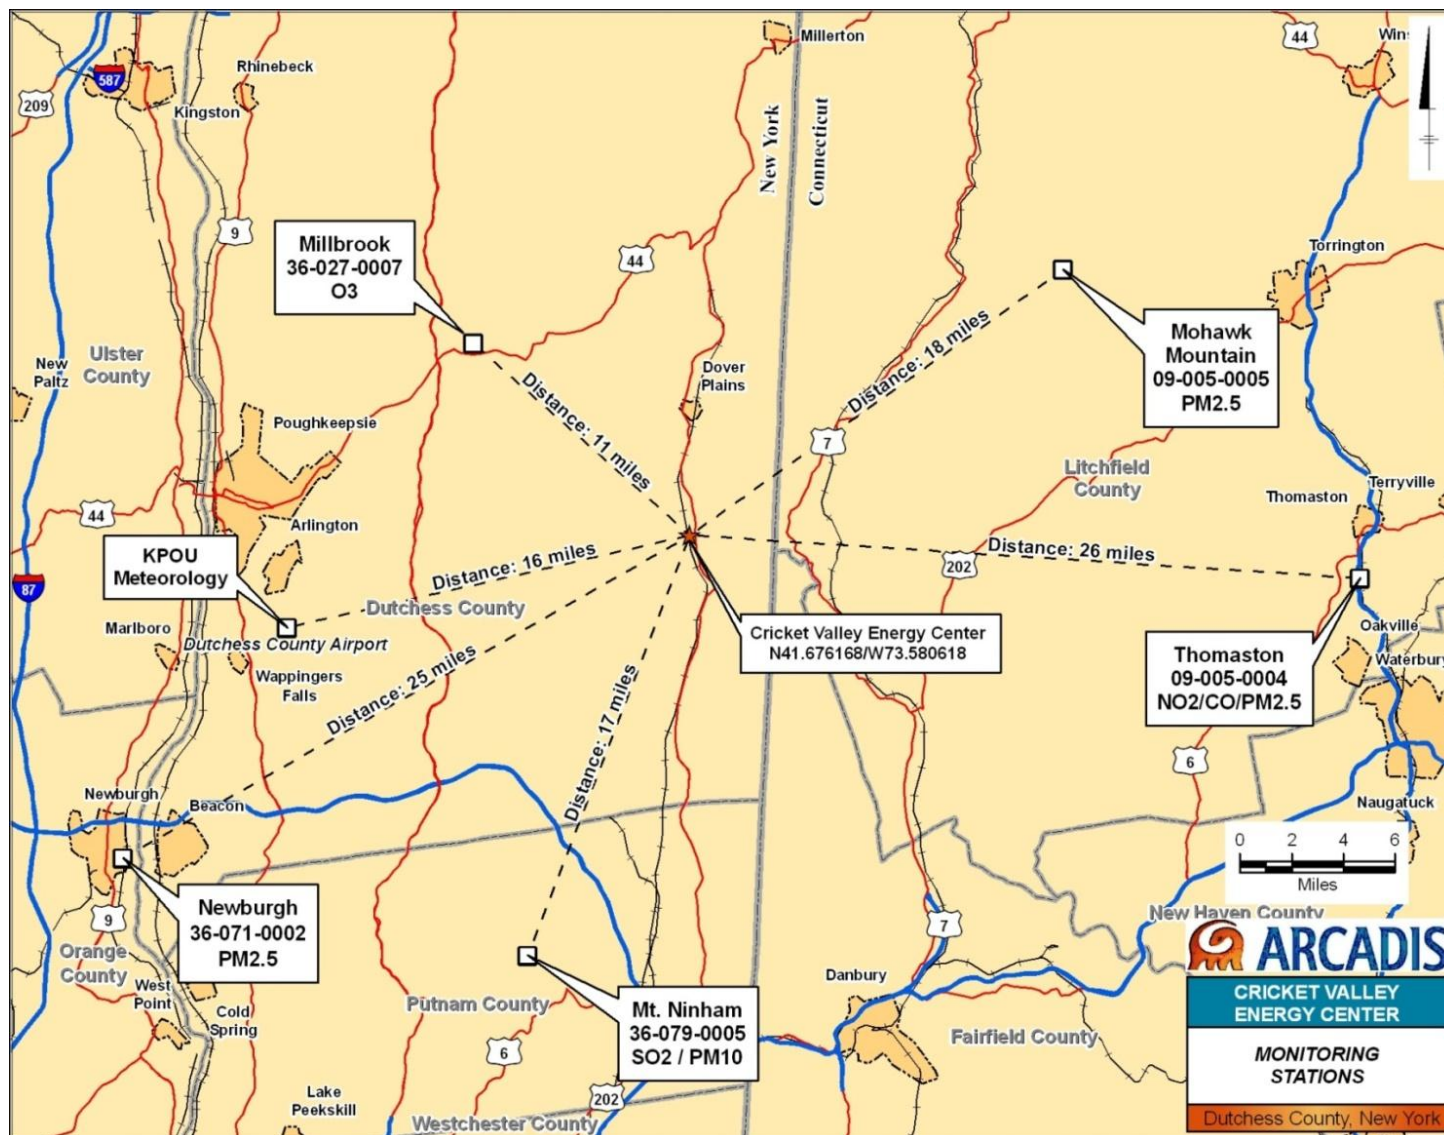 Millerton
44
Wins
587
Rhinebeck
209
Kingston
New York
Connecticut
9
Millbrook
36-027-0007
O3
44
Torrington
Mohawk
Mountain
09-005-0005
PM2.5
Distance: 18 miles
New
Paltz
Ulster
County
Dover
Plains
Distance: 11 miles
Poughkeepsie
7
Litchfield
County
Terryville
Thomaston
44
Arlington
KPOU
Meteorology
Distance: 16 miles
Distance: 26 miles
202
87
Dutchess County
Marlboro
Dutchess County Airport
Cricket Valley Energy Center
N41.676168/W73.580618
Oakville
Waterbury
Wappingers
Falls
Distance: 25 miles
Distance: 17 miles
Thomaston
09-005-0004
NO2/CO/PM2.5
6
Newburgh
Beacon
Naugatuck
0 2 4 6
Miles
Newburgh
36-071-0002
PM2.5
9
Orange
County
New Haven County
7
West
Point
Cold
Spring
Putnam County
Danbury
Mt. Ninham
36-079-0005
SO2 / PM10
Fairfield County
6
202
Lake
Peekskill
Westchester County
ARCADIS
CRICKET VALLEY
ENERGY CENTER
MONITORING
STATIONS
Dutchess County, New York